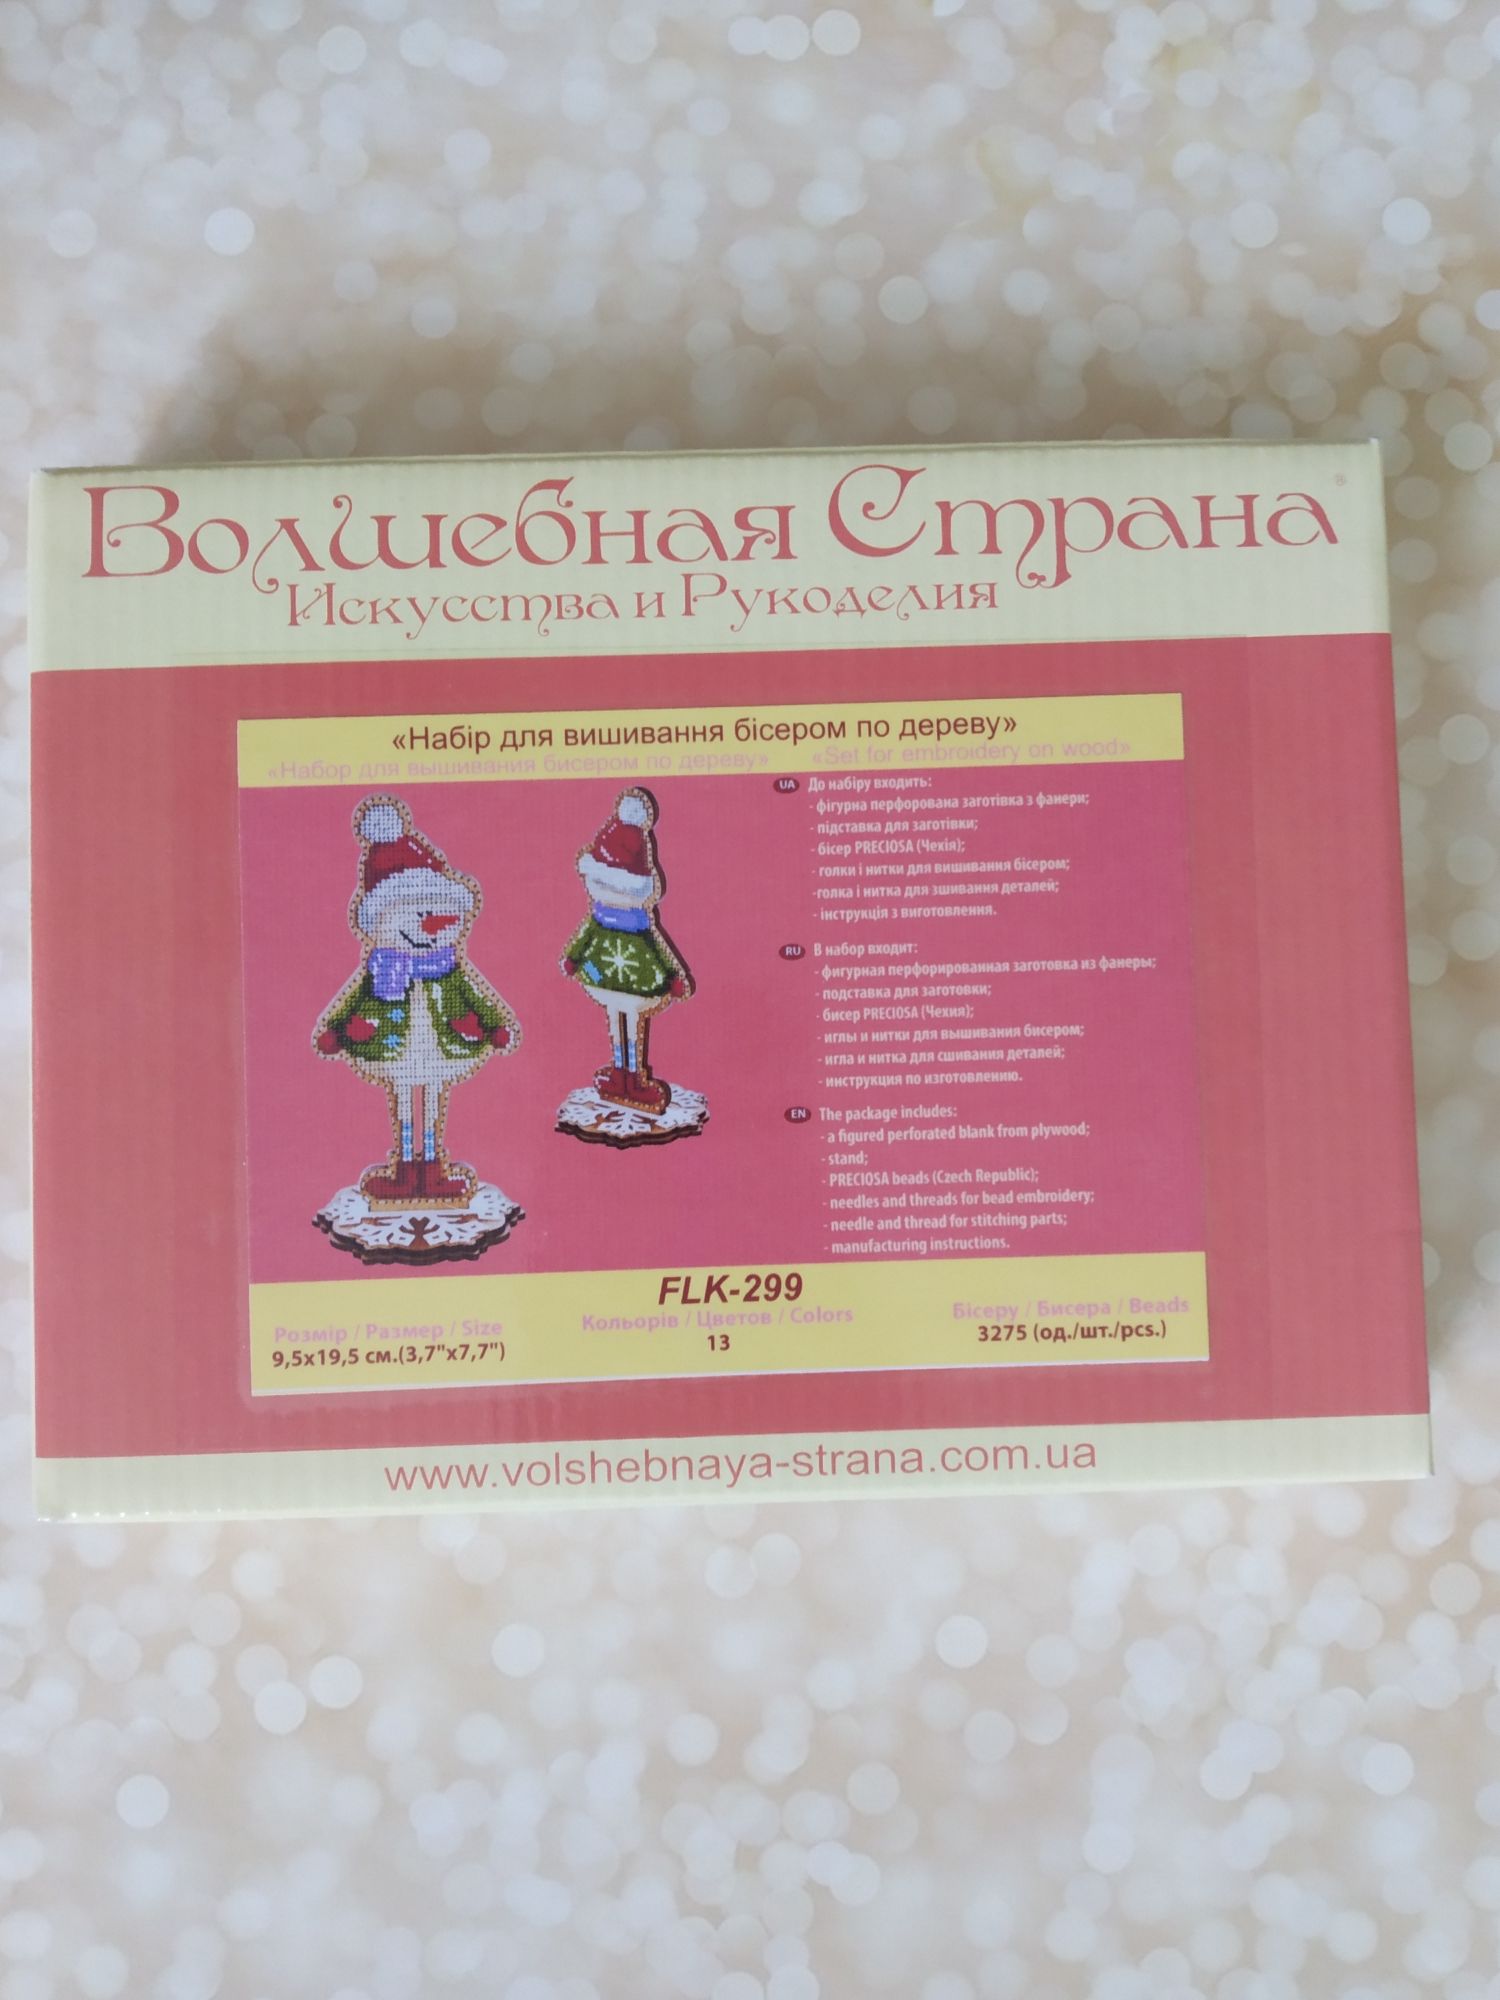 Волшебная Страна®
Искусства и Рукоделия
«Набір для вишивання бісером по дереву»
«Набор для вышивания бисером по дереву» «Set for embroidery on wood»
UA До набіру входить:
- фігурна перфорована заготівка з фанери;
- підставка для заготівки;
- бісер PRECIOSA (Чехія);
- голки і нитки для вишивання бісером;
-голка і нитка для зшивання деталей;
- інструкція з виготовлення.
RU В набор входит:
- фигурная перфорированная заготовка из фанеры;
- подставка для заготовки;
- бисер PRECIOSA (Чехия);
- иглы и нитки для вышивания бисером;
- игла и нитка для сшивания деталей;
- инструкция по изготовлению.
EN The package includes:
- a figured perforated blank from plywood;
- stand;
- PRECIOSA beads (Czech Republic);
- needles and threads for bead embroidery;
- needle and thread for stitching parts;
- manufacturing instructions.
FLK-299
Розмір / Размер / Size
9,5x19,5 см.(3,7"x7,7")
Кольорів / Цветов / Colors
13
Бісеру / Бисера / Beads
3275 (од./шт./pcs.)
www.volshebnaya-strana.com.ua